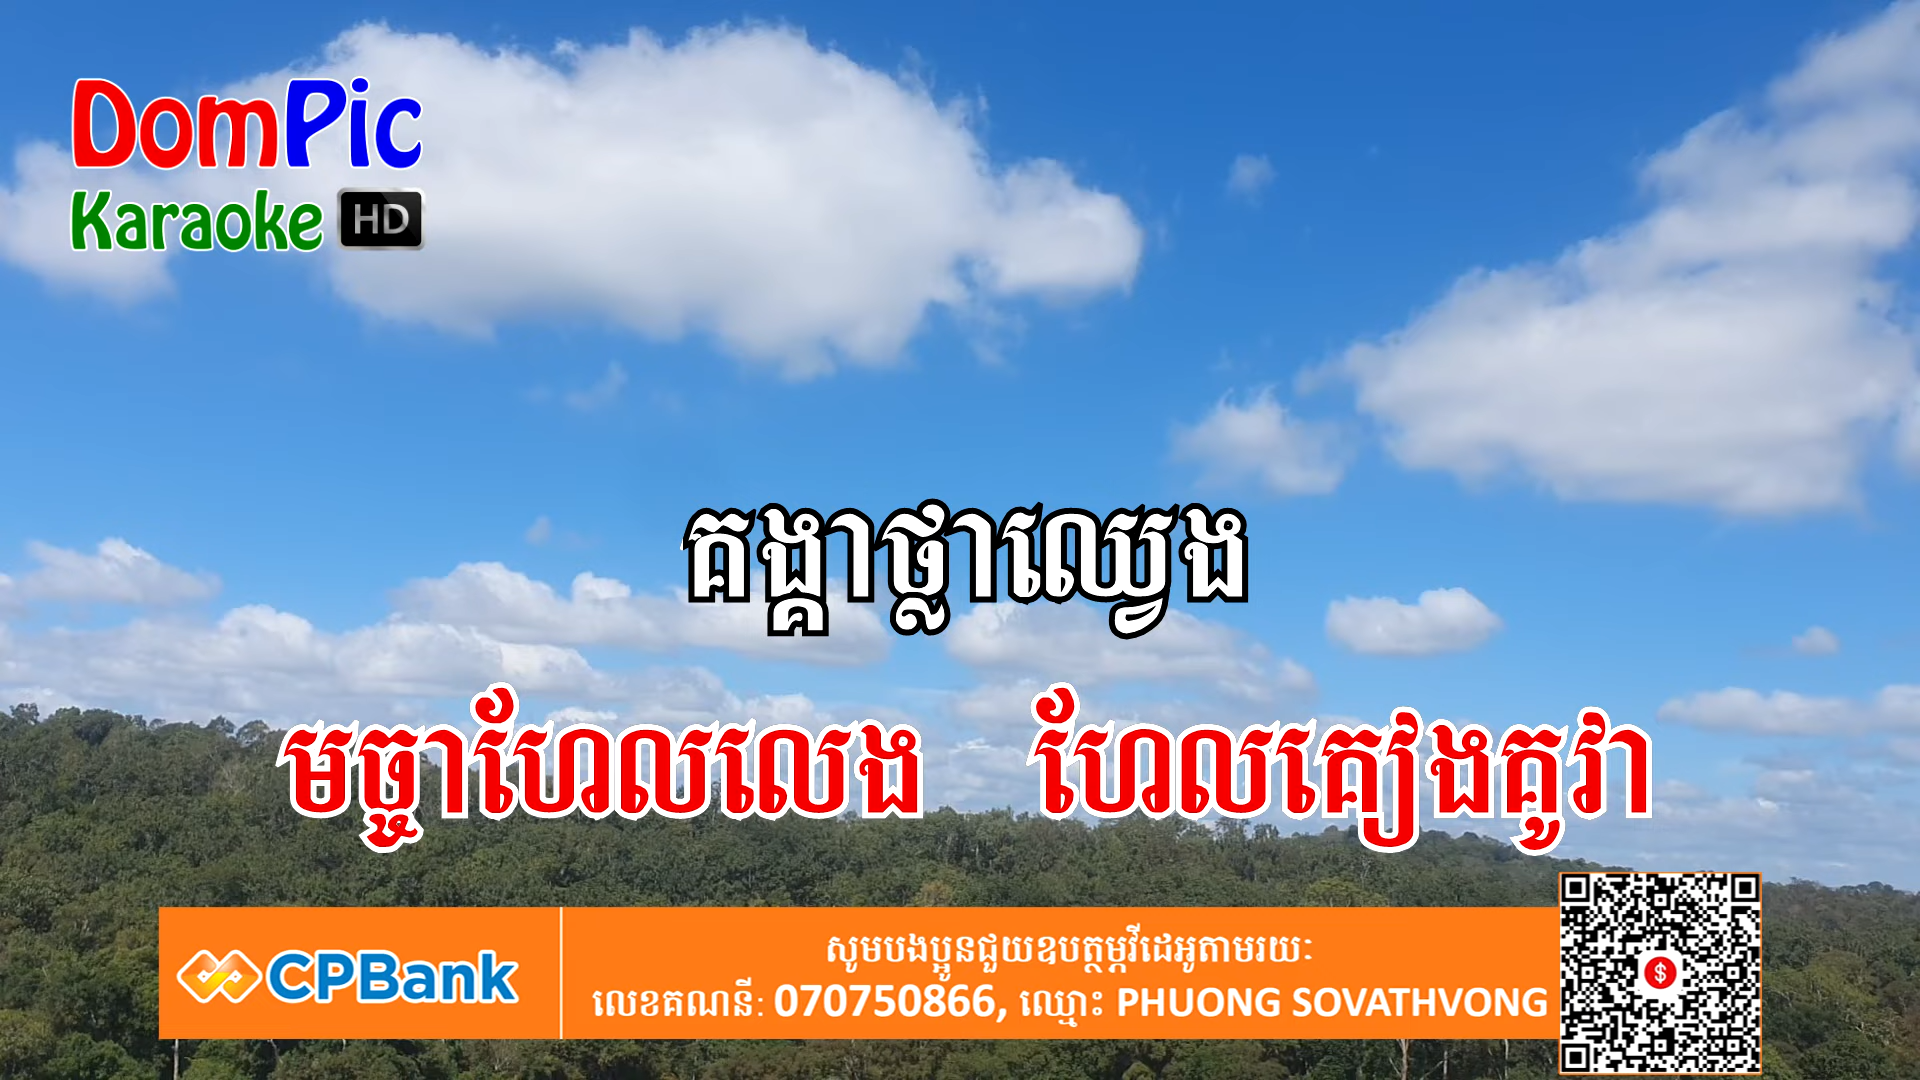 DomPic
Karaoke HD
គង្គាថ្លាឈ្វេង
មច្ឆាហែលលេង ហែលគៀងគូវា
សូមបងប្អូនជួយឧបត្ថម្ភវីដេអូតាមរយៈ
CPBank
លេខគណនី: 070750866, ឈ្មោះ PHUONG SOVATHVONG
$